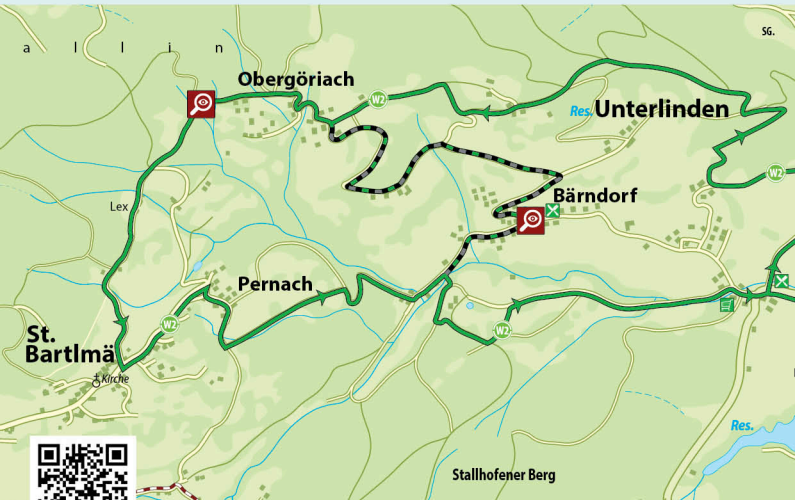 SG.
a l l i n
Obergöriach
W2
Res.
Unterlinden
W2
Bärndorf
Lex
Pernach
W2
St.
Bartlmä
Kirche
W2
Res.
Stallhofener Berg